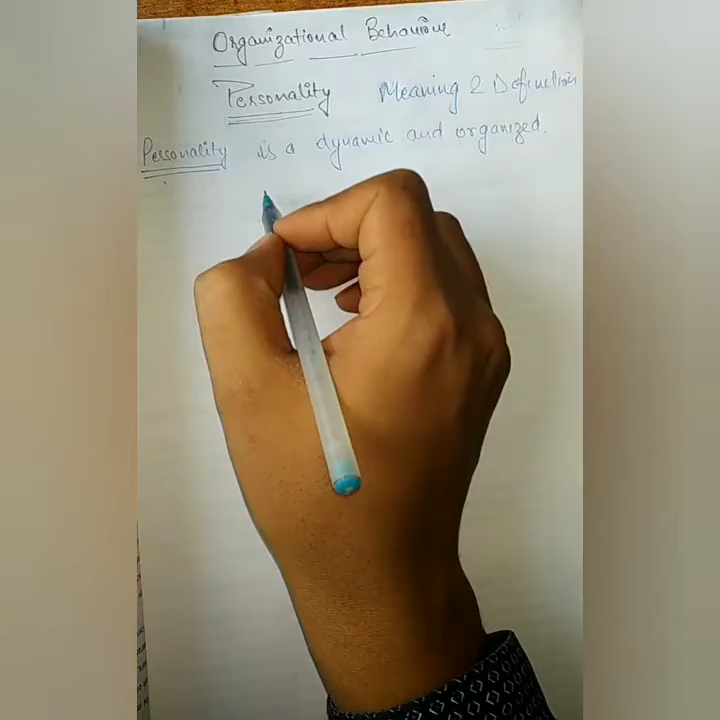 Organizational Behaviour
Personality Meaning & Definition
Personality is a dynamic and organized.